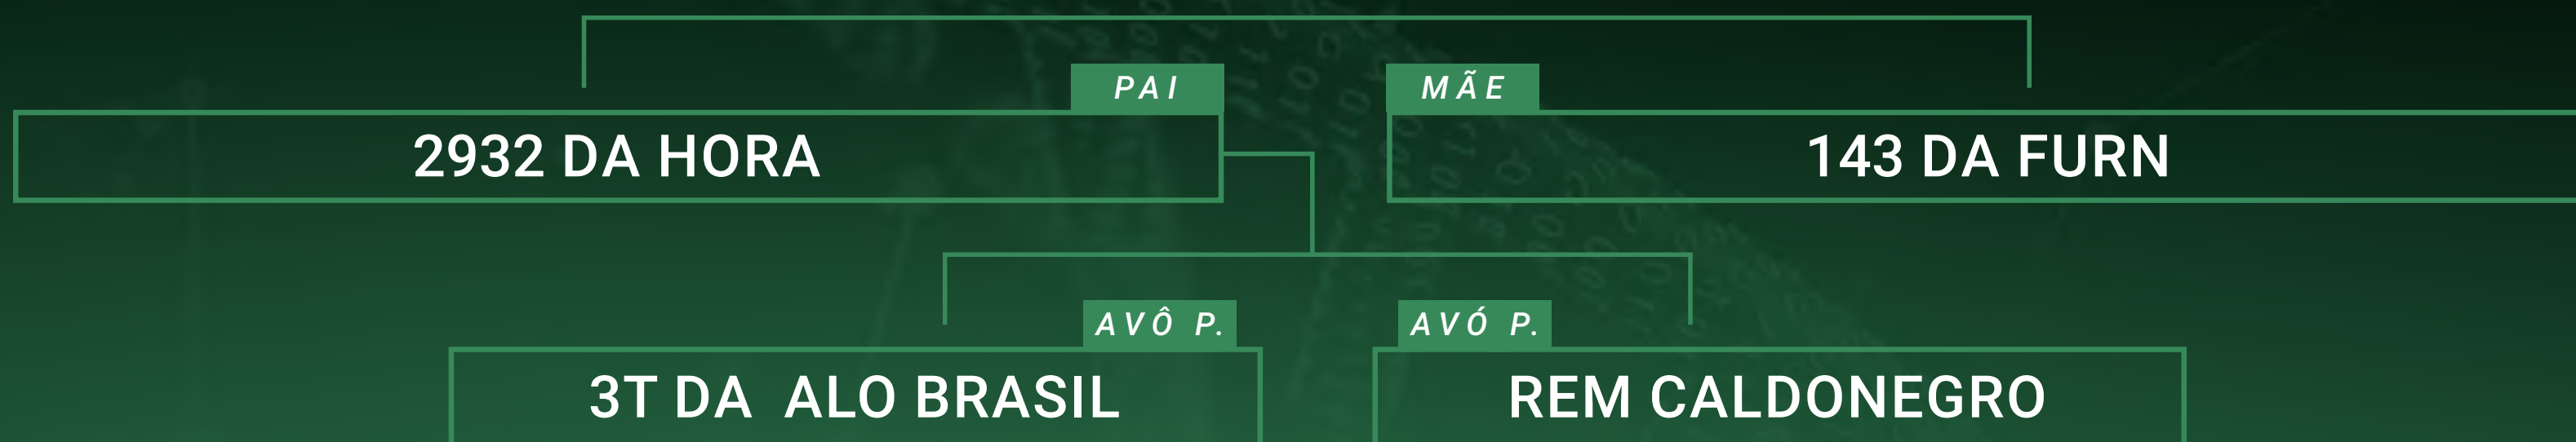 PAI
MÃE
2932 DA HORA
143 DA FURN
AVÔ P.
AVÓ P.
3T DA  ALO BRASIL
REM CALDONEGRO